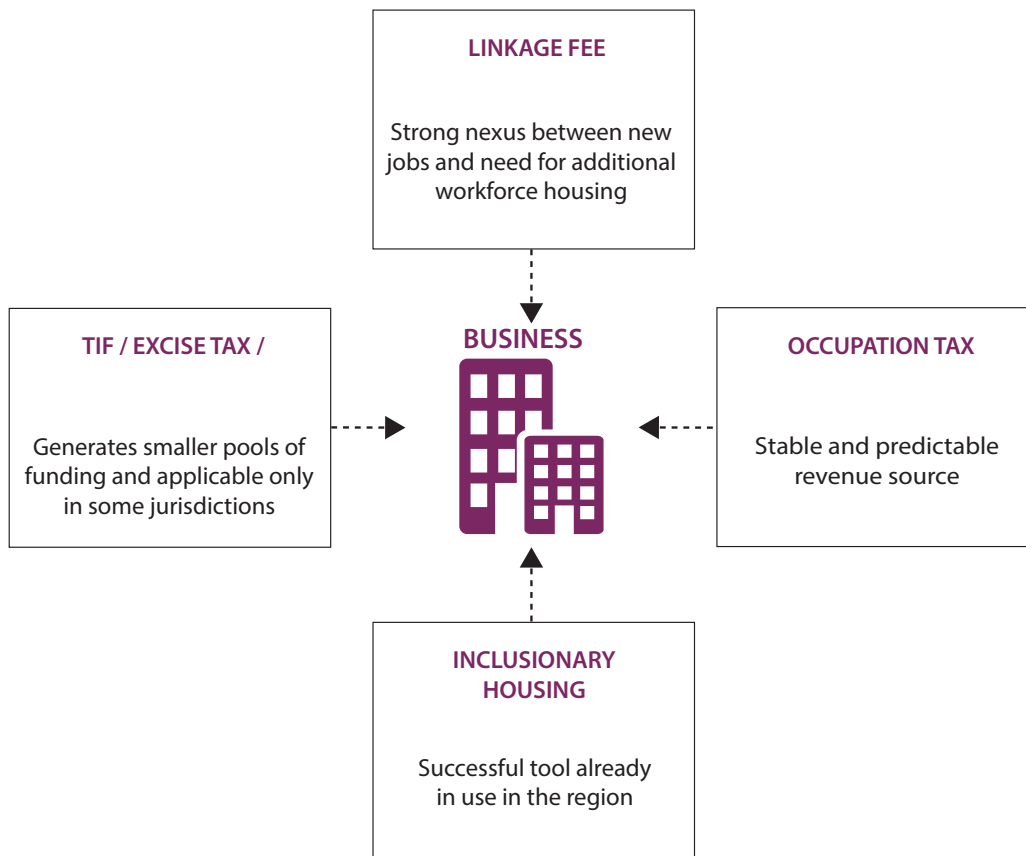 LINKAGE FEE
Strong nexus between new
jobs and need for additional
workforce housing
TIF / EXCISE TAX /
Generates smaller pools of
funding and applicable only
in some jurisdictions
BUSINESS
OCCUPATION TAX
Stable and predictable
revenue source
INCLUSIONARY
HOUSING
Successful tool already
in use in the region